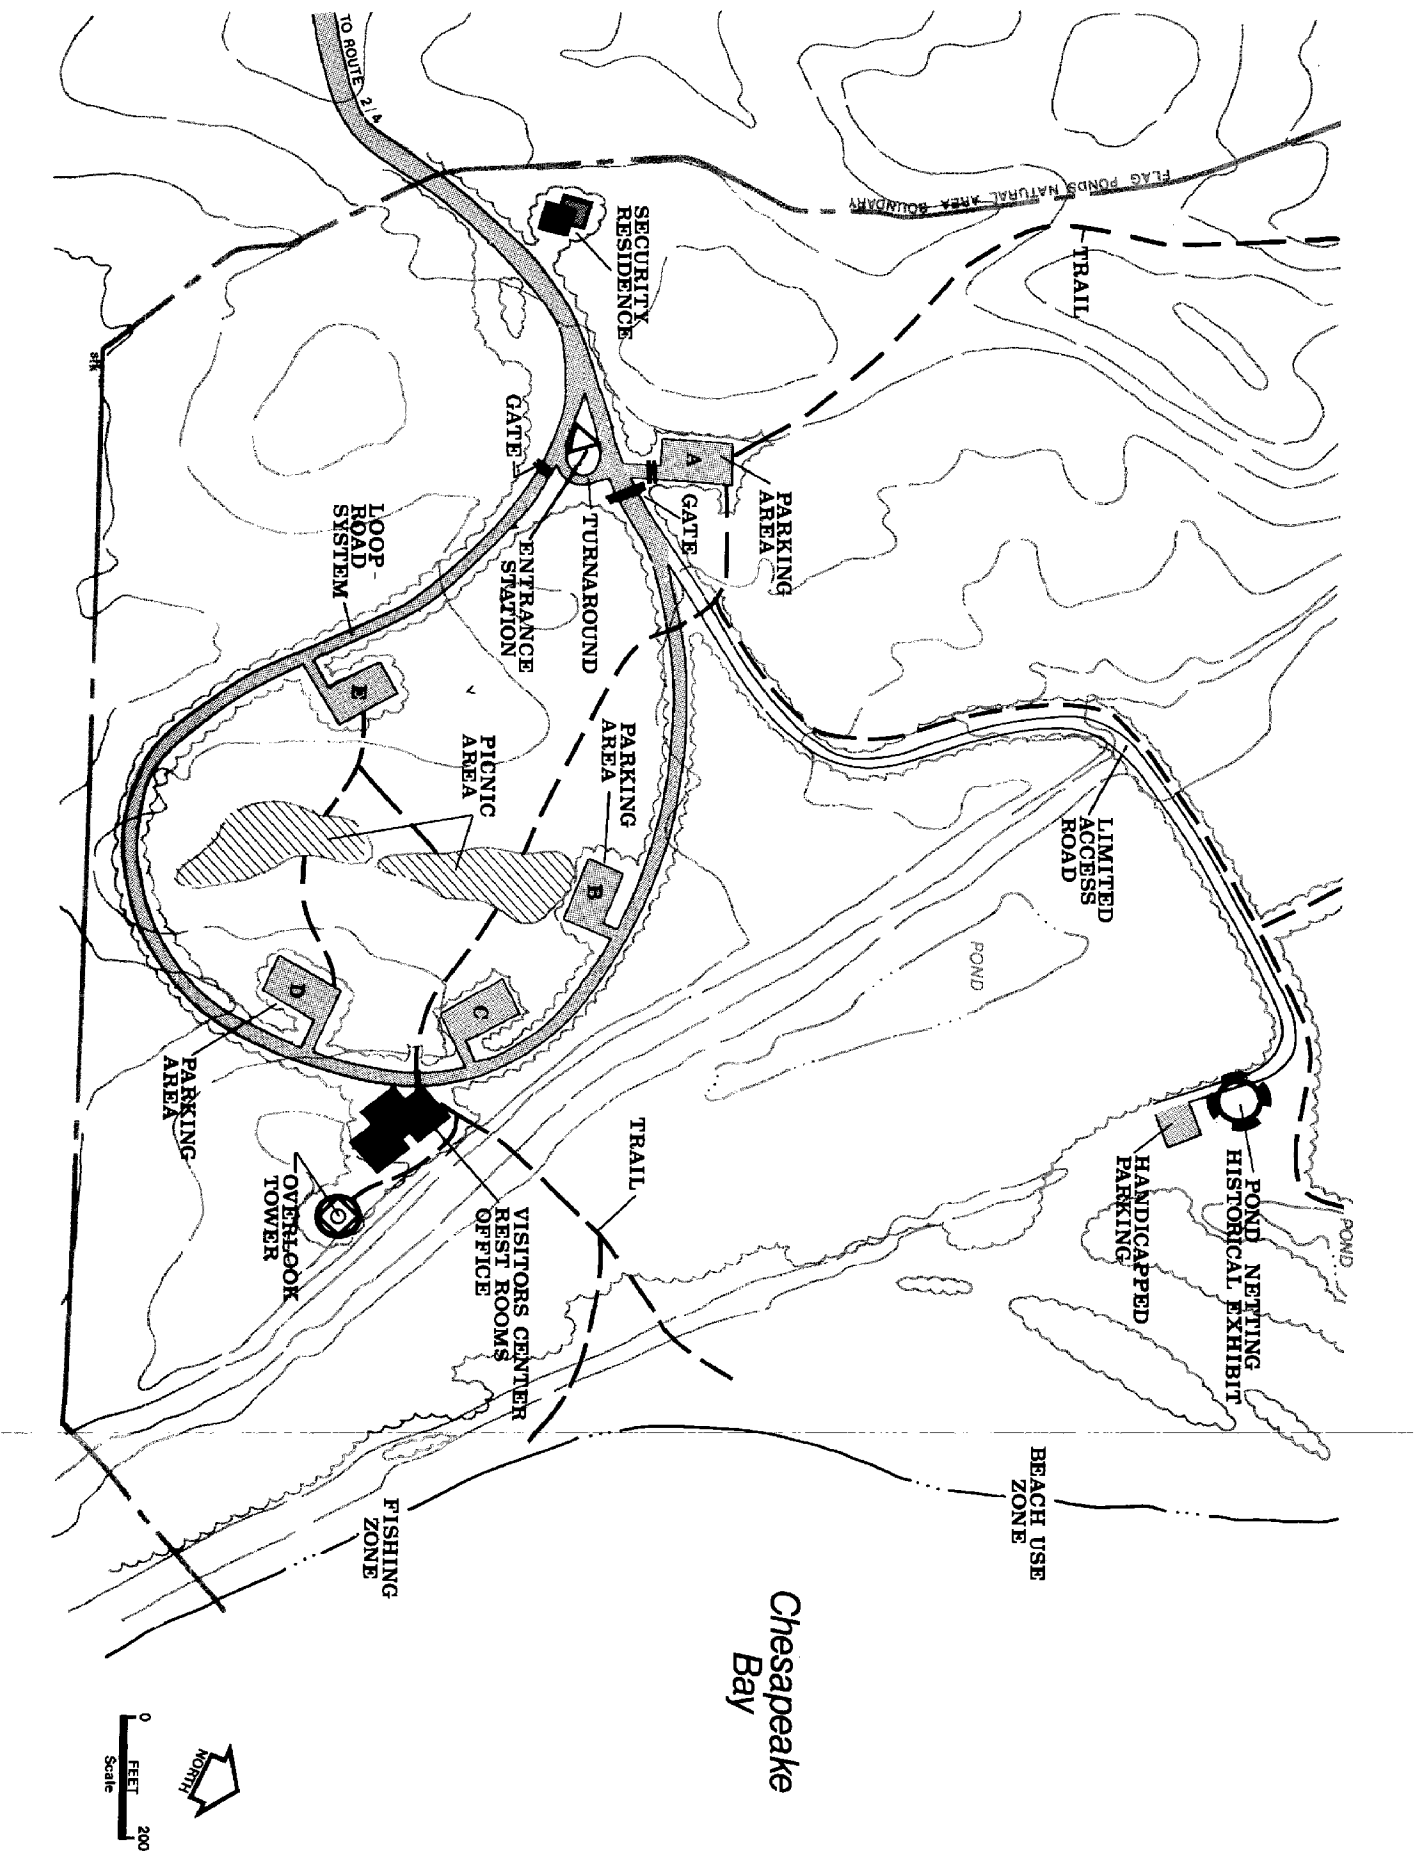 TO ROUTE 2/4
FLAG PONDS NATURAL AREA BOUNDARY
SECURITY
RESIDENCE
TRAIL
GATE
A
PARKING
AREA
GATE
LOOP
ROAD
SYSTEM
TURNAROUND
ENTRANCE
STATION
E
PICNIC
AREA
PARKING
AREA
B
LIMITED
ACCESS
ROAD
POND
D
C
PARKING
AREA
TRAIL
OVERLOOK
TOWER
VISITORS CENTER
REST ROOMS
OFFICE
HANDICAPPED
PARKING
POND NETTING
HISTORICAL EXHIBIT
POND
FISHING
ZONE
BEACH USE
ZONE
Chesapeake
Bay
NORTH
0 200
FEET
Scale